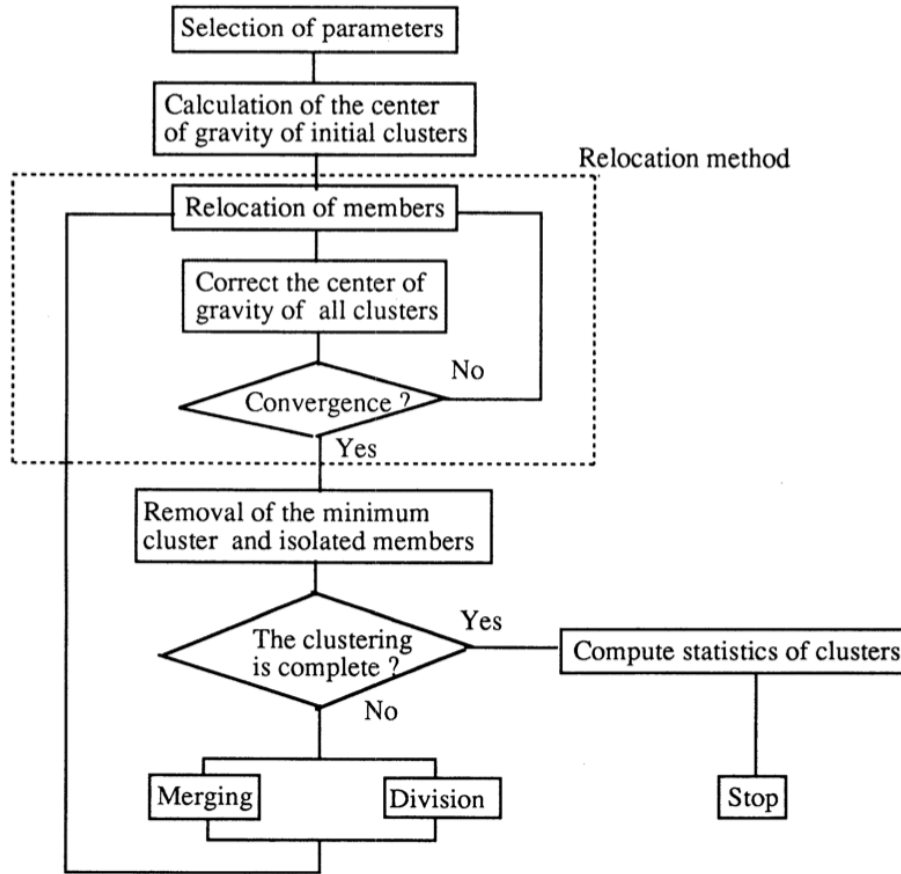 Selection of parameters
Calculation of the center
of gravity of initial clusters
Relocation method
Relocation of members
Correct the center of
gravity of all clusters
No
Convergence ?
Yes
Removal of the minimum
cluster and isolated members
Yes
The clustering
is complete ?
Compute statistics of clusters
No
Merging
Division
Stop